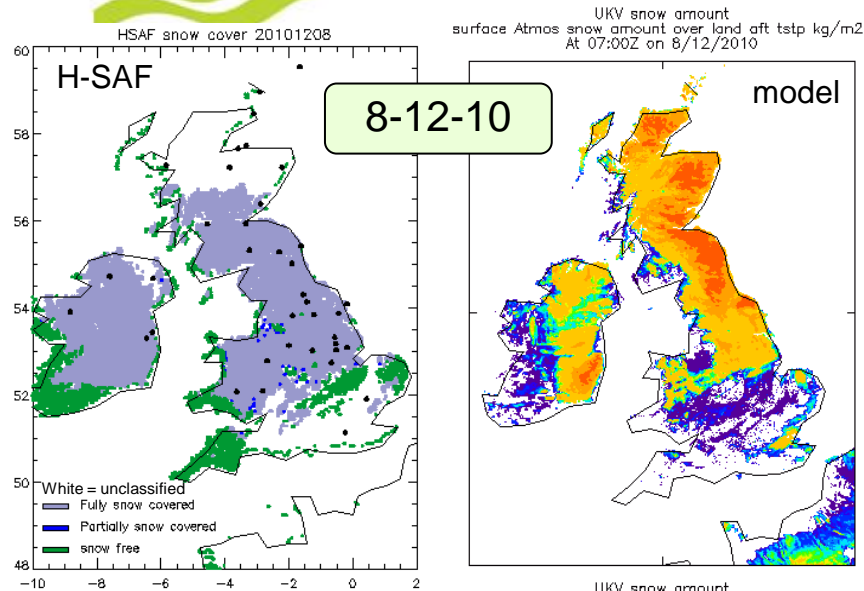 HSAF snow cover 20101208
H-SAF
60
58
56
54
52
50
48
-10
-8
-6
-4
-2
0
2
White = unclassified
Fully snow covered
Partially snow covered
snow free
8-12-10
UKV snow amount
surface Atmos snow amount over land aft tstp kg/m2
At 07:00Z on 8/12/2010
model
UKV snow amount